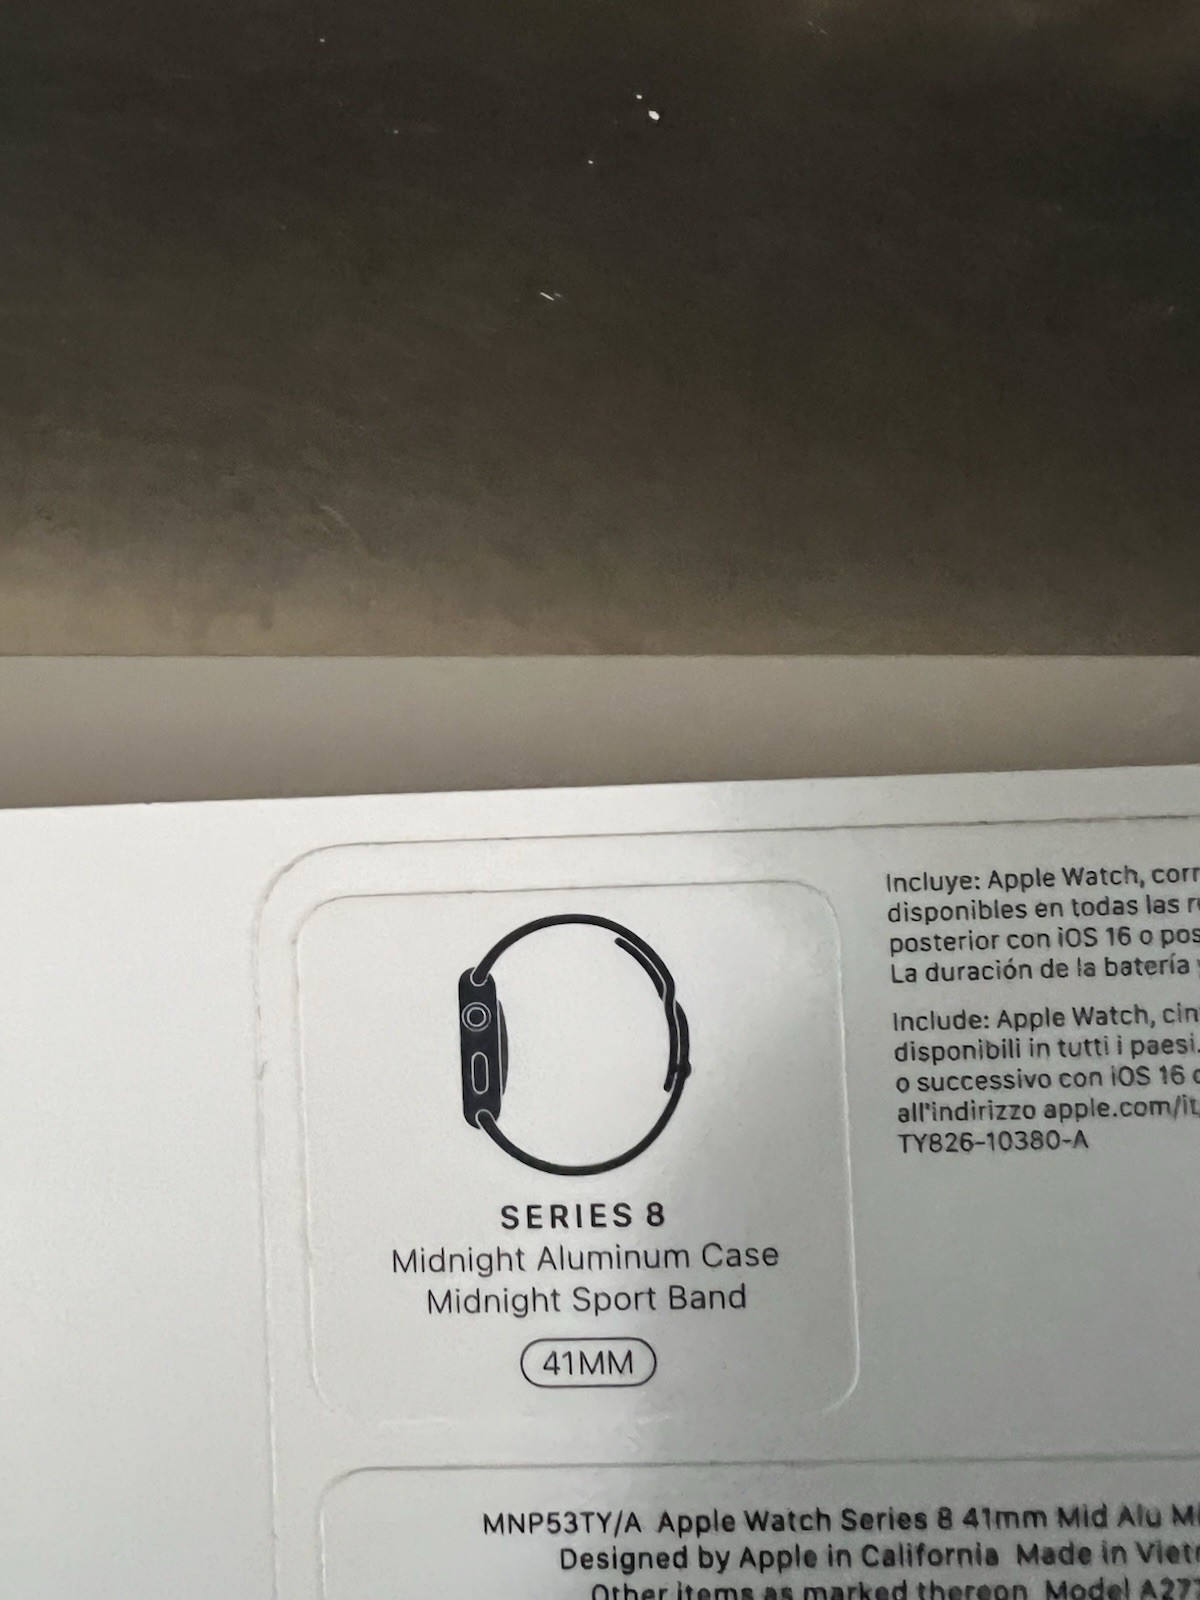 SERIES 8
Midnight Aluminum Case
Midnight Sport Band
41MM
Incluye: Apple Watch,
disponibles en todas las
posterior con iOS 16 o
La duración de la batería
Include: Apple Watch,
disponibili in tutti i paesi.
o successivo con iOS 16
all'indirizzo apple.com/it
TY826-10380-A
MNP53TY/A Apple Watch Series 8 41mm Mid Alu
Designed by Apple in California Made in
Other items as marked thereon Model